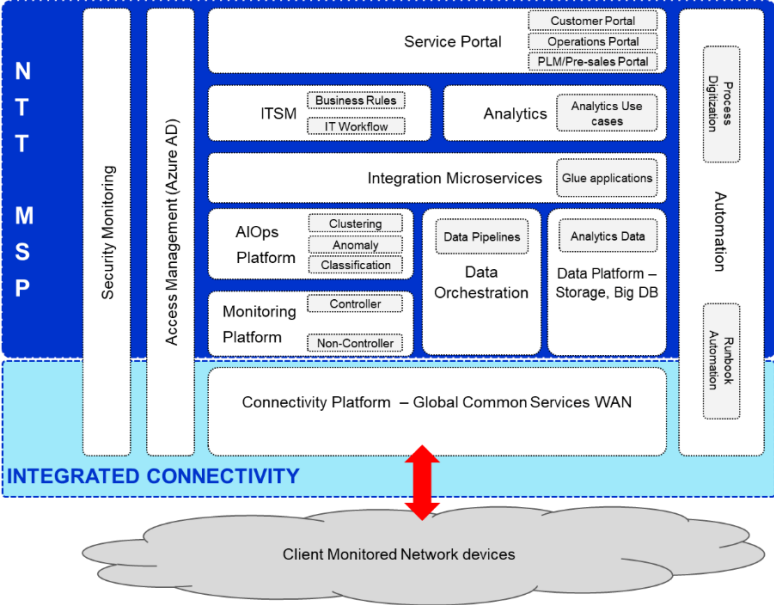 NTT MSP
Security Monitoring
Access Management (Azure AD)
Service Portal
Customer Portal
Operations Portal
PLM/Pre-sales Portal
ITSM
Business Rules
IT Workflow
Analytics
Analytics Use
cases
Integration Microservices
Glue applications
AIOps
Platform
Clustering
Anomaly
Classification
Data Pipelines
Data
Orchestration
Analytics Data
Data Platform –
Storage, Big DB
Monitoring
Platform
Controller
Non-Controller
Process
Digitization
Automation
Runbook
Automation
Connectivity Platform – Global Common Services WAN
INTEGRATED CONNECTIVITY
Client Monitored Network devices